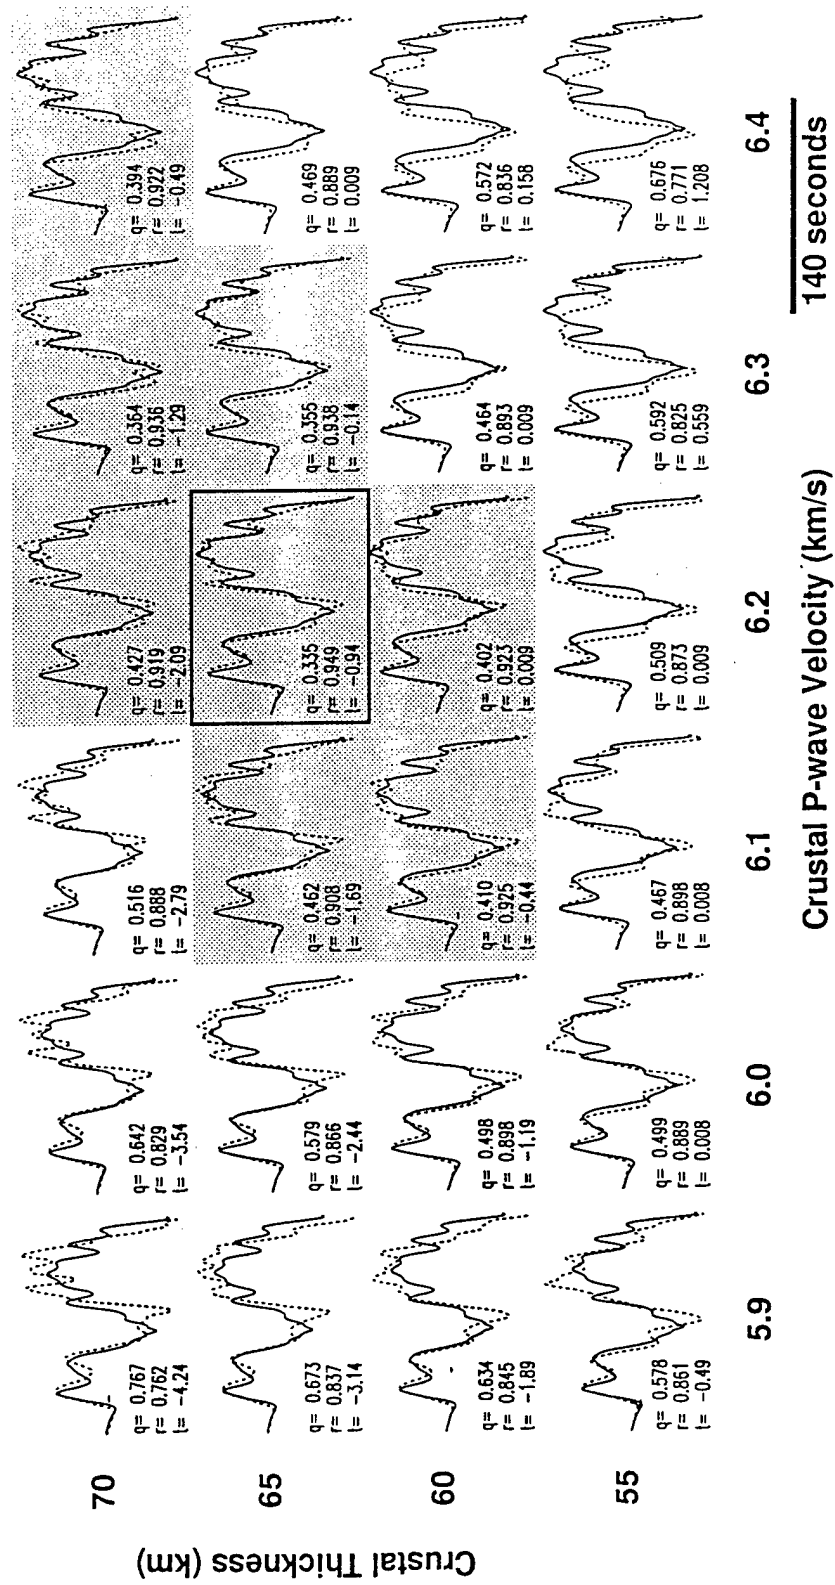 Crustal Thickness (km)
70
q= 0.767
r= 0.762
t= −4.24
q= 0.642
r= 0.829
t= −3.54
q= 0.516
r= 0.888
t= −2.79
q= 0.427
r= 0.919
t= −2.09
q= 0.364
r= 0.936
t= −1.29
q= 0.394
r= 0.922
t= −0.49
65
q= 0.673
r= 0.837
t= −3.14
q= 0.579
r= 0.866
t= −2.44
q= 0.462
r= 0.908
t= −1.69
q= 0.335
r= 0.949
t= −0.94
q= 0.355
r= 0.938
t= −0.14
q= 0.469
r= 0.889
t= 0.009
60
q= 0.634
r= 0.845
t= −1.89
q= 0.498
r= 0.898
t= −1.19
q= 0.410
r= 0.925
t= −0.44
q= 0.402
r= 0.923
t= 0.009
q= 0.464
r= 0.893
t= 0.009
q= 0.572
r= 0.836
t= 0.158
55
q= 0.578
r= 0.861
t= −0.49
q= 0.499
r= 0.889
t= 0.008
q= 0.467
r= 0.898
t= 0.008
q= 0.509
r= 0.873
t= 0.009
q= 0.592
r= 0.825
t= 0.559
q= 0.676
r= 0.771
t= 1.208
5.9 6.0 6.1 6.2 6.3 6.4
Crustal P-wave Velocity (km/s)
140 seconds